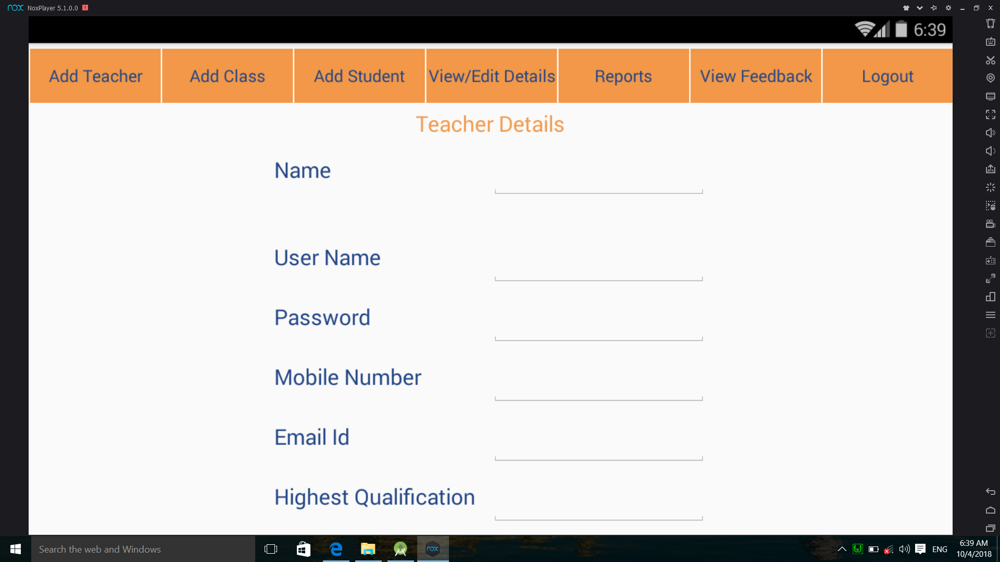 nox NoxPlayer 5.1.0.0
6:39
Add Teacher Add Class Add Student View/Edit Details Reports View Feedback Logout
Teacher Details
Name
User Name
Password
Mobile Number
Email Id
Highest Qualification
Search the web and Windows
nox
ENG
6:39 AM
10/4/2018